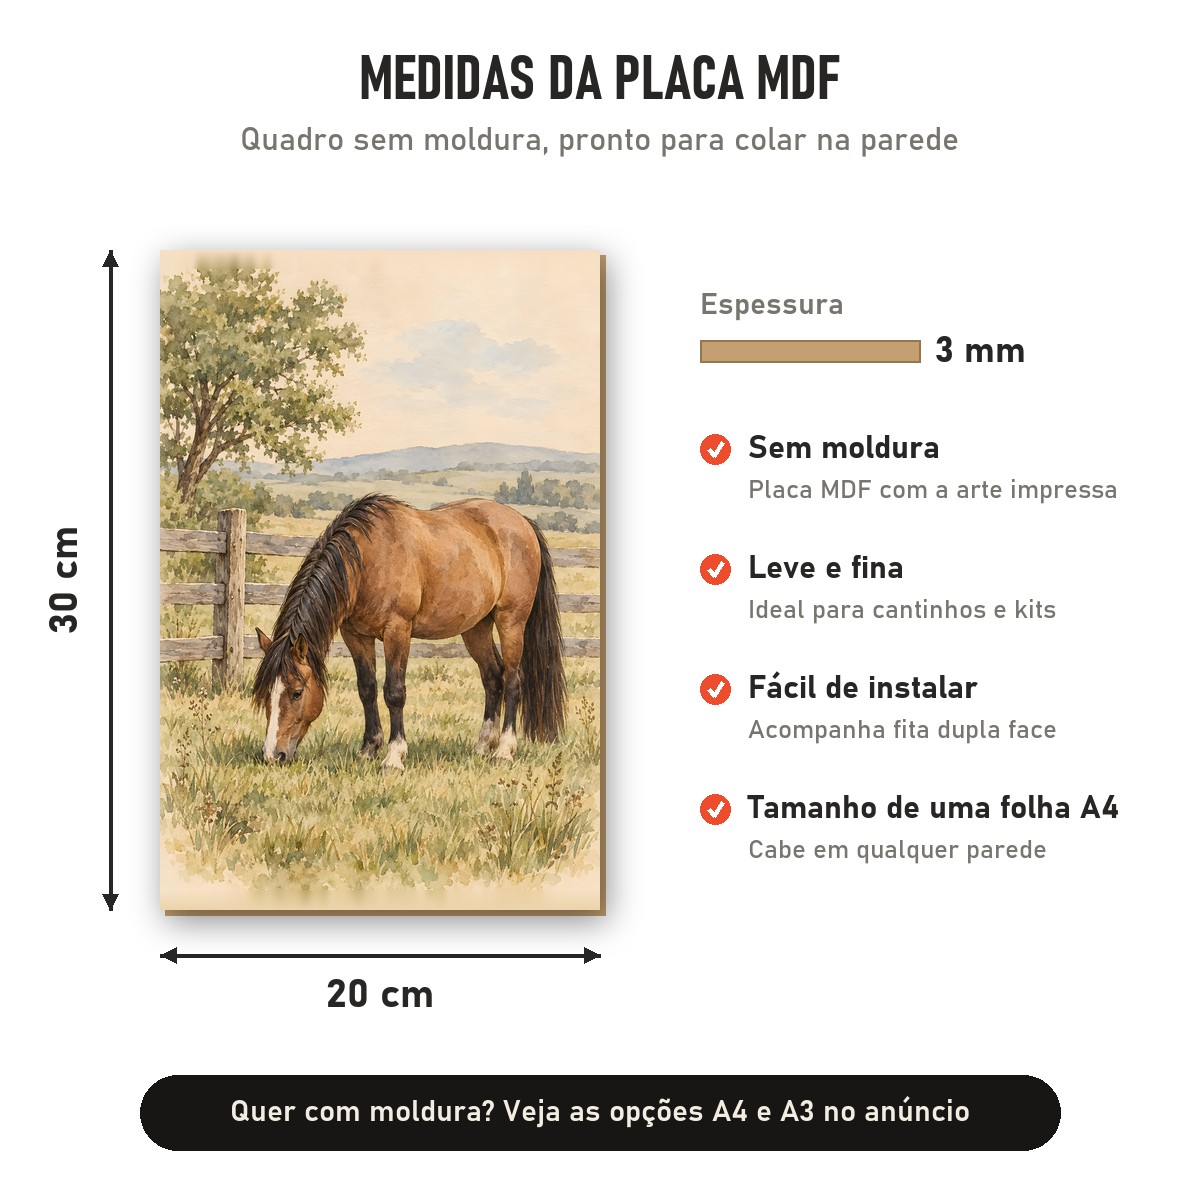 MEDIDAS DA PLACA MDF
Quadro sem moldura, pronto para colar na parede
30 cm
20 cm
Espessura
3 mm
Sem moldura
Placa MDF com a arte impressa
Leve e fina
Ideal para cantinhos e kits
Fácil de instalar
Acompanha fita dupla face
Tamanho de uma folha A4
Cabe em qualquer parede
Quer com moldura? Veja as opções A4 e A3 no anúncio